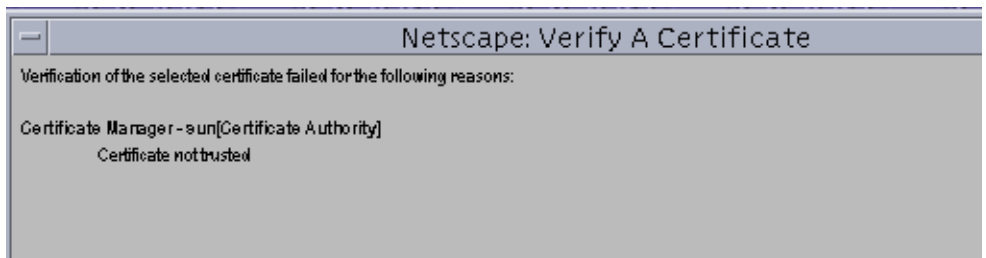 Netscape: Verify A Certificate
Verification of the selected certificate failed for the following reasons:
Certificate Manager - sun[Certificate Authority]
Certificate not trusted